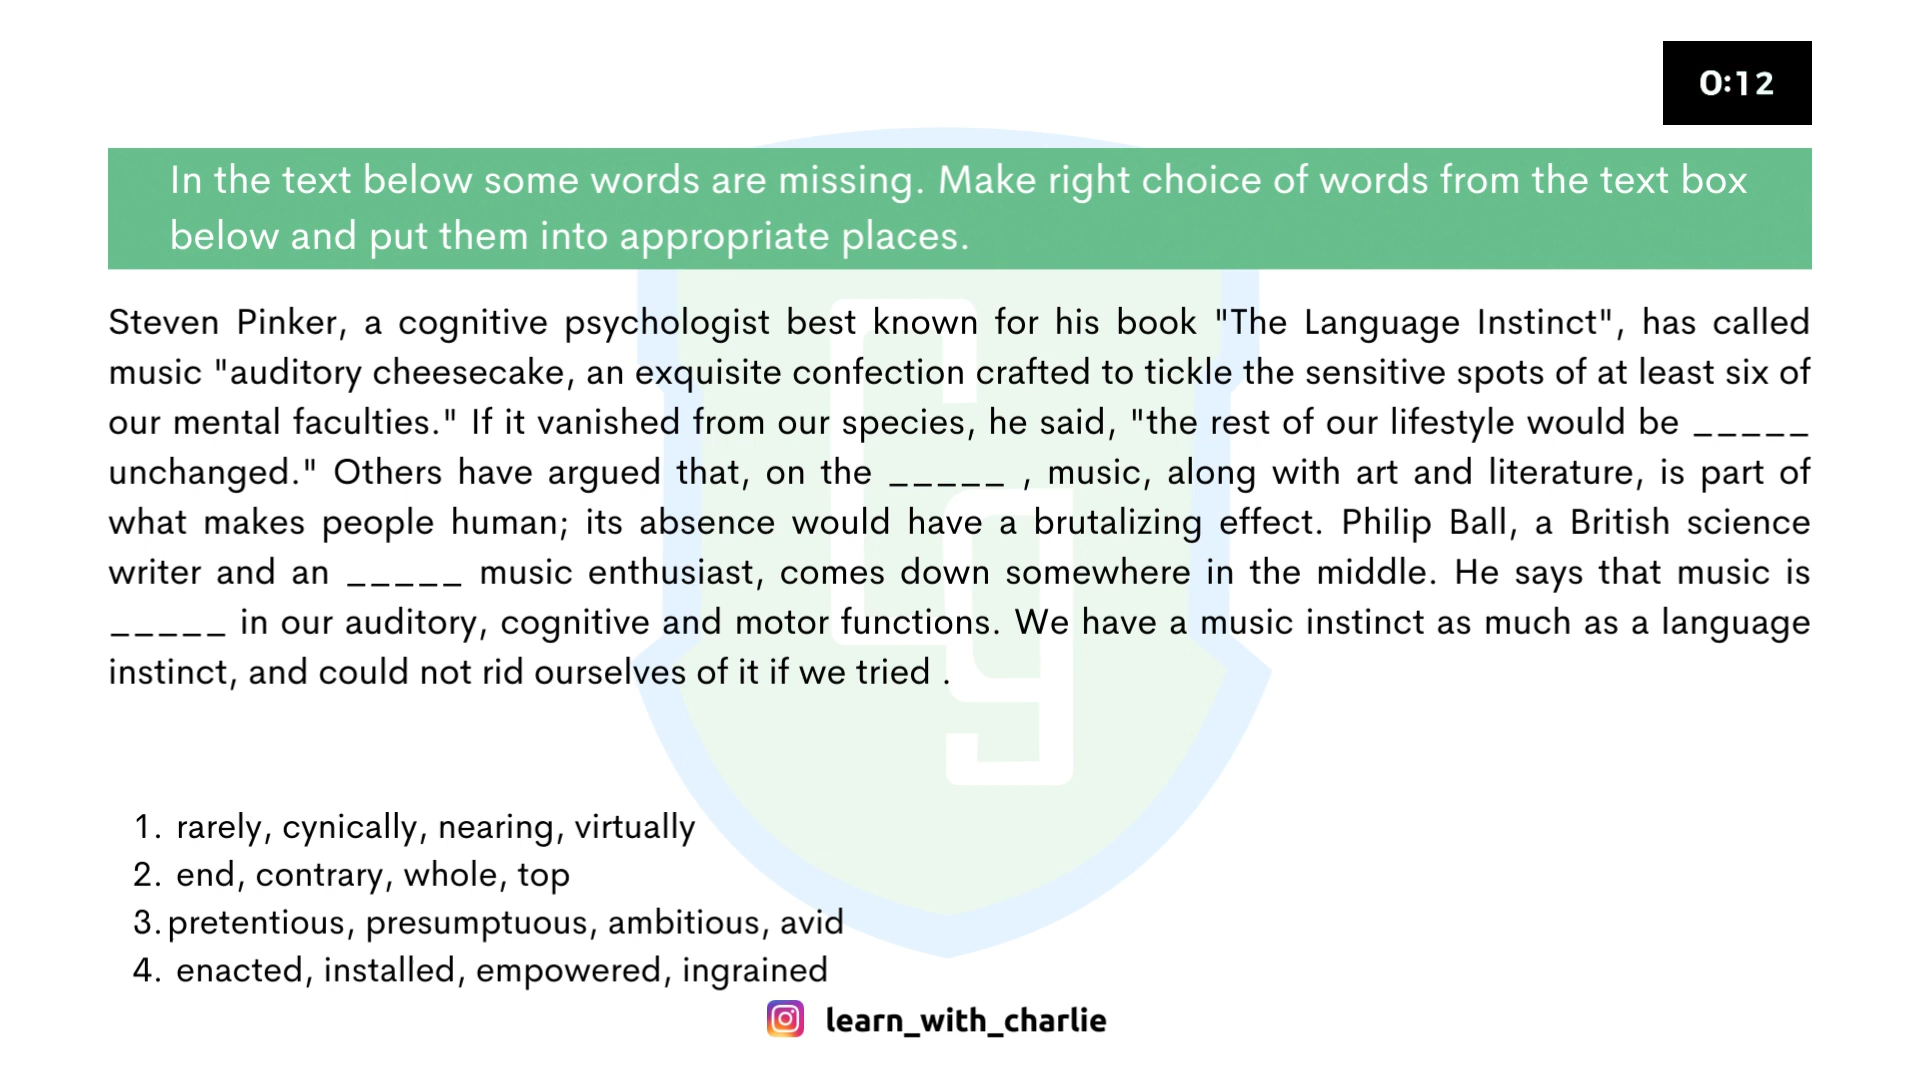 0:12
In the text below some words are missing. Make right choice of words from the text box
below and put them into appropriate places.
Steven Pinker, a cognitive psychologist best known for his book "The Language Instinct", has called
music "auditory cheesecake, an exquisite confection crafted to tickle the sensitive spots of at least six of
our mental faculties." If it vanished from our species, he said, "the rest of our lifestyle would be _____
unchanged." Others have argued that, on the _____ , music, along with art and literature, is part of
what makes people human; its absence would have a brutalizing effect. Philip Ball, a British science
writer and an _____ music enthusiast, comes down somewhere in the middle. He says that music is
_____ in our auditory, cognitive and motor functions. We have a music instinct as much as a language
instinct, and could not rid ourselves of it if we tried .
1. rarely, cynically, nearing, virtually
2. end, contrary, whole, top
3. pretentious, presumptuous, ambitious, avid
4. enacted, installed, empowered, ingrained
learn_with_charlie